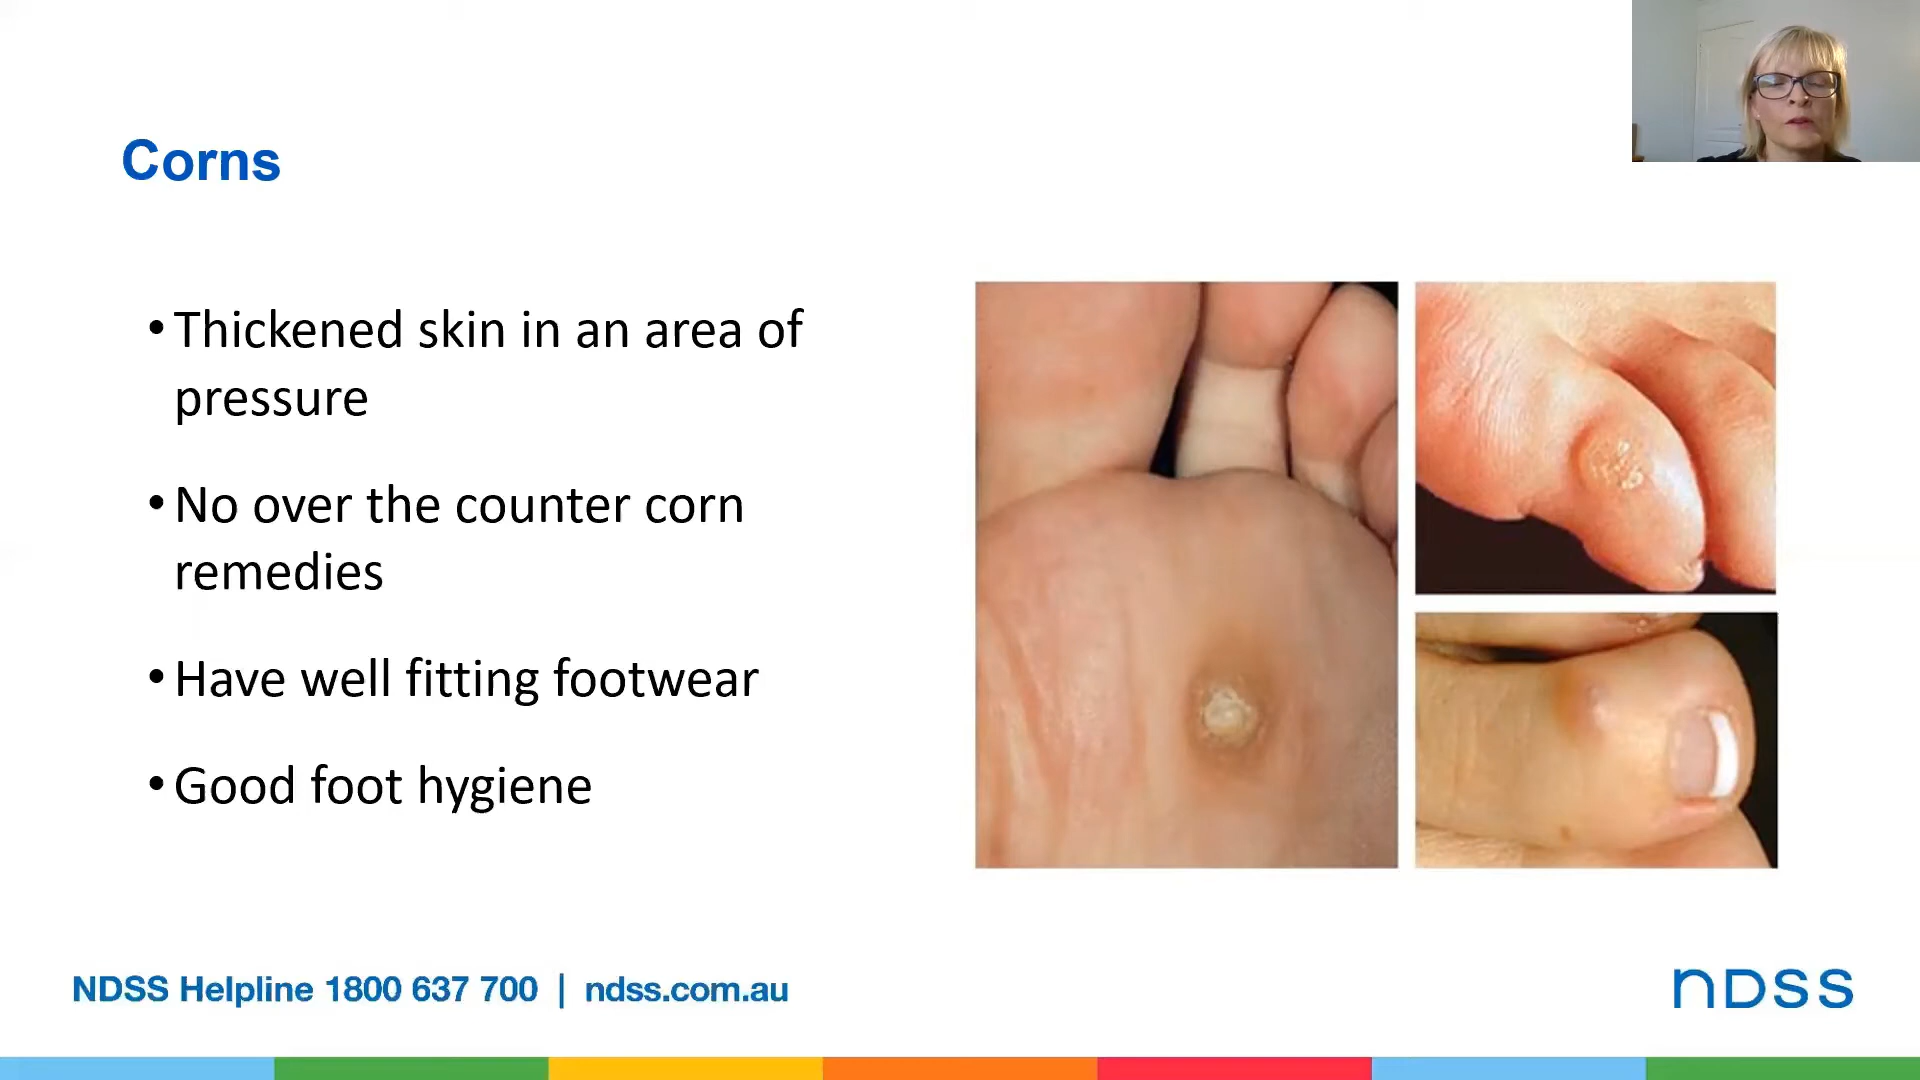 Corns
• Thickened skin in an area of
pressure
• No over the counter corn
remedies
• Have well fitting footwear
• Good foot hygiene
NDSS Helpline 1800 637 700 | ndss.com.au
nDSS